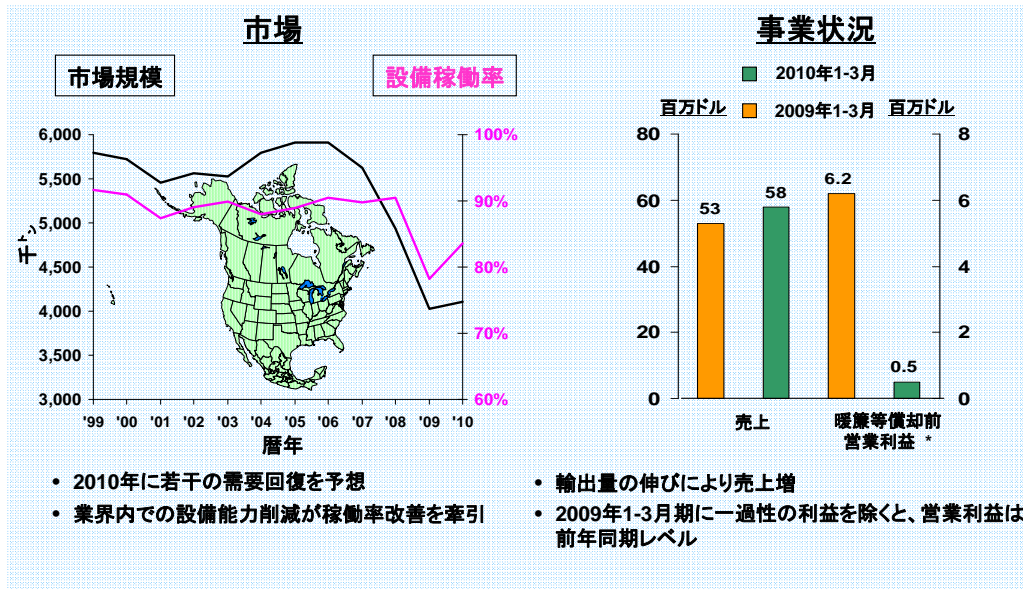 市場
事業状況
市場規模
設備稼働率
2010年1-3月
2009年1-3月
百万ドル
百万ドル
6,000
5,500
5,000
4,500
4,000
3,500
3,000
千トン
100%
90%
80%
70%
60%
'99 '00 '01 '02 '03 '04 '05 '06 '07 '08 '09 '10
暦年
80
60
40
20
0
8
6
4
2
0
53
58
6.2
0.5
売上
暖簾等償却前
営業利益 *
• 2010年に若干の需要回復を予想
• 業界内での設備能力削減が稼働率改善を牽引
• 輸出量の伸びにより売上増
• 2009年1-3月期に一過性の利益を除くと、営業利益は
前年同期レベル